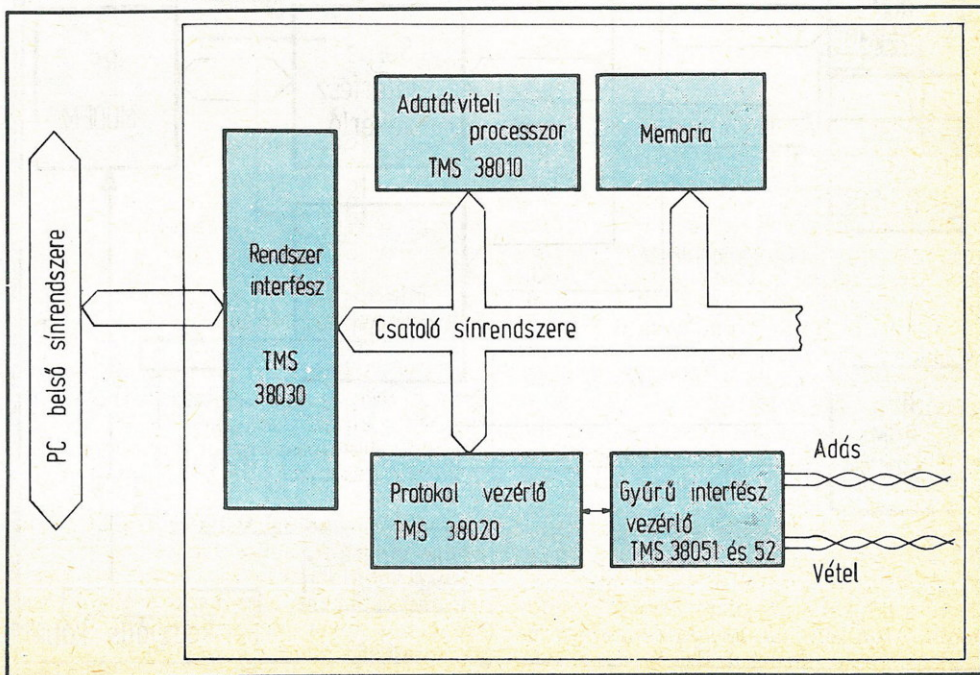 Adatátviteli
processzor
TMS 38010
Memoria
PC belső sínrendszere
Rendszer
interfész
TMS
38030
Csatoló sínrendszere
Protokol vezérlő
TMS 38020
Gyűrű interfész
vezérlő
TMS 38051 és 52
Adás
Vétel